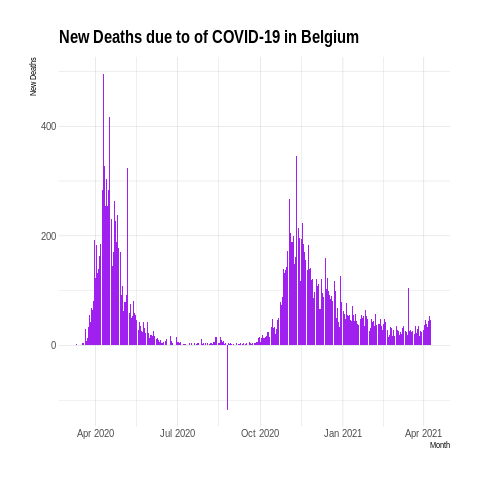 New Deaths due to of COVID-19 in Belgium
New Deaths
400
200
0
Apr 2020 Jul 2020 Oct 2020 Jan 2021 Apr 2021
Month